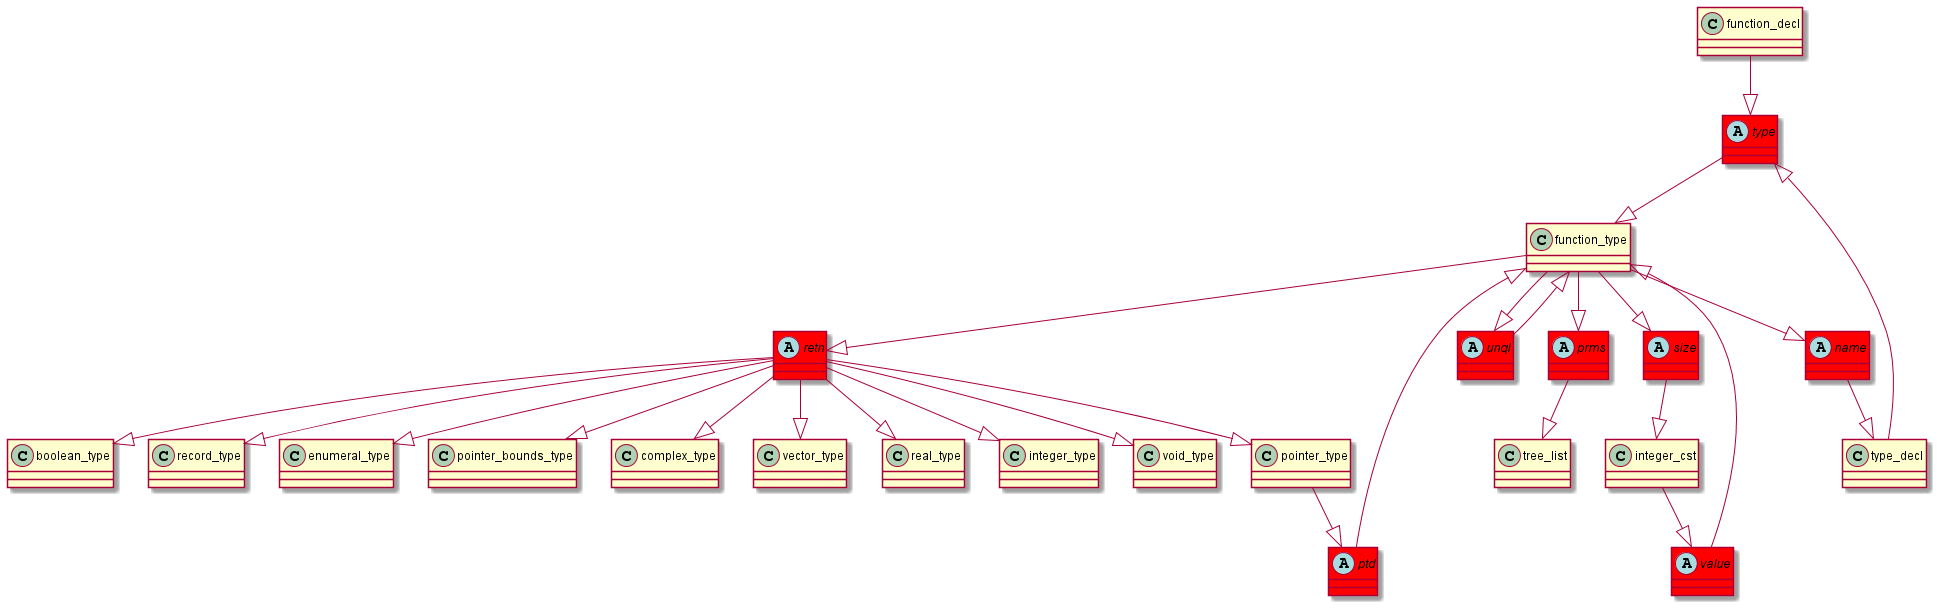 C function_decl
A type
C function_type
A retn
A unql
A prms
A size
A name
C boolean_type
C record_type
C enumeral_type
C pointer_bounds_type
C complex_type
C vector_type
C real_type
C integer_type
C void_type
C pointer_type
C tree_list
C integer_cst
C type_decl
A ptd
A value